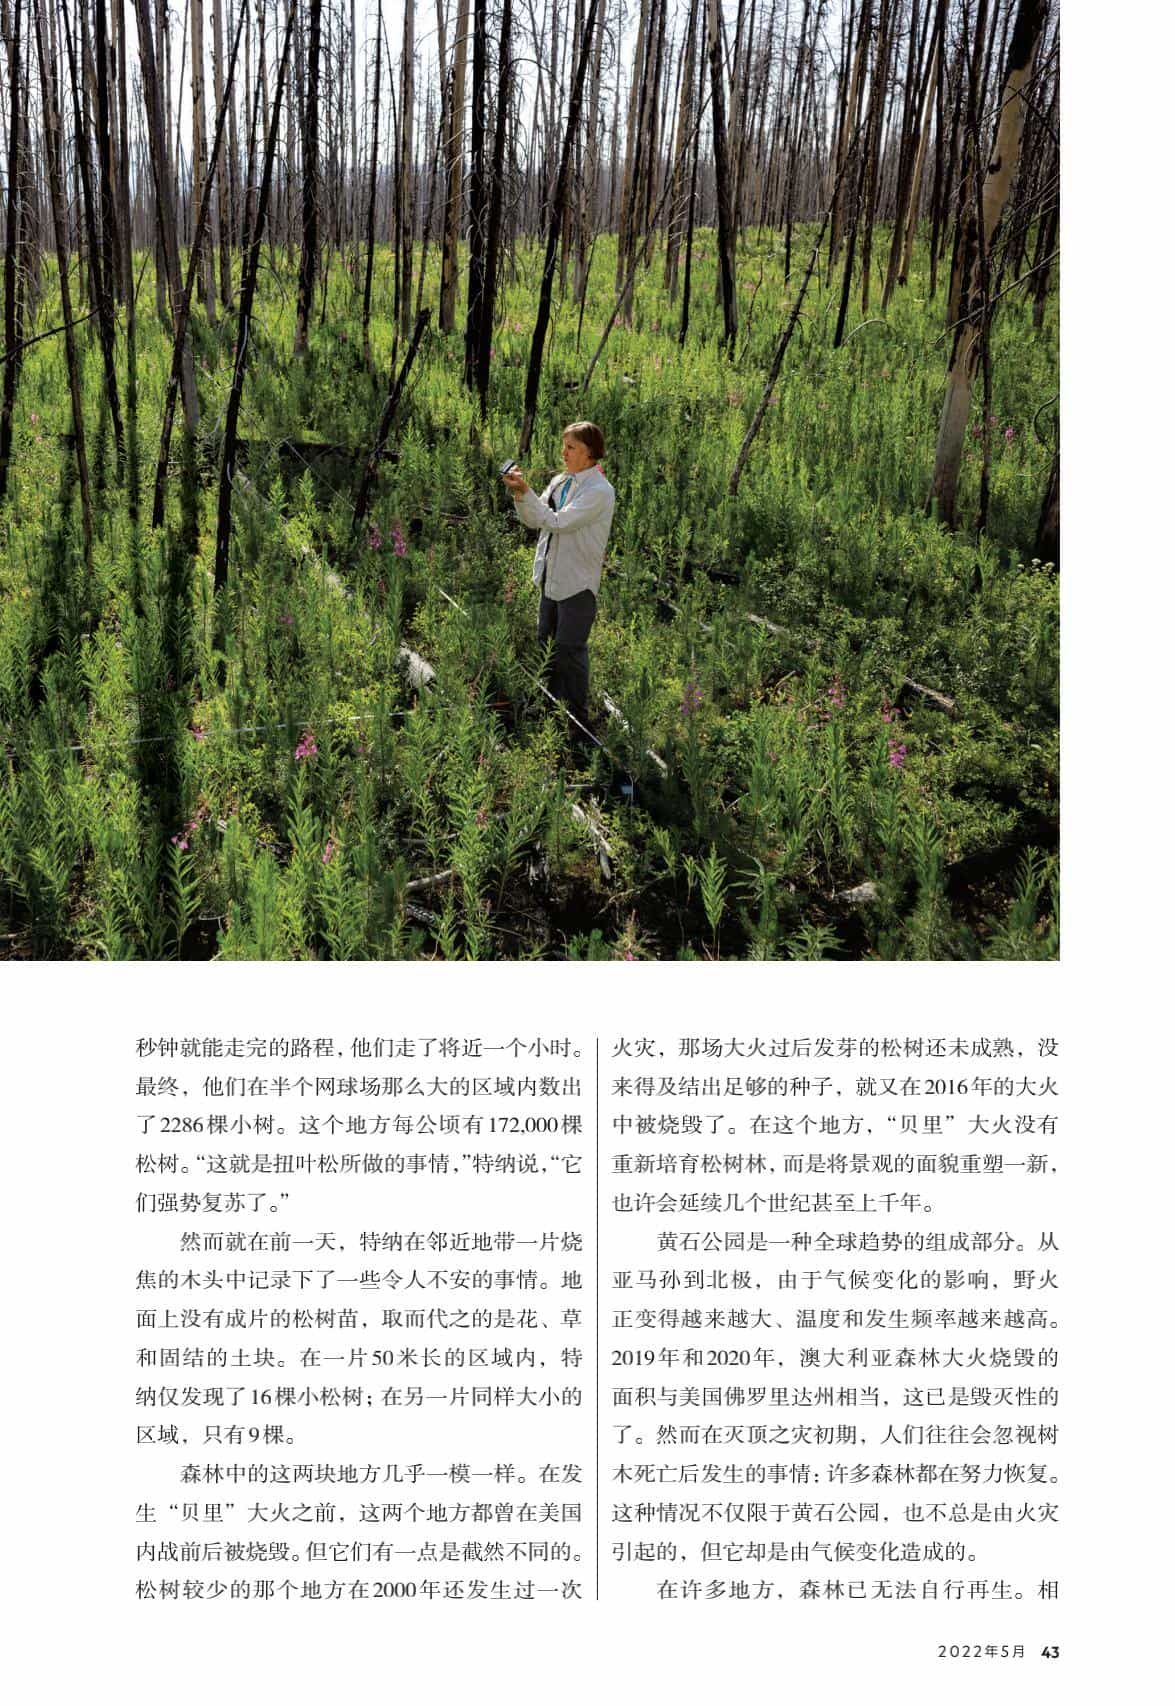 秒钟就能走完的路程，他们走了将近一个小时。
最终，他们在半个网球场那么大的区域内数出
了2286棵小树。这个地方每公顷有172,000棵
松树。“这就是扭叶松所做的事情，”特纳说，“它
们强势复苏了。”
然而就在前一天，特纳在邻近地带一片烧
焦的木头中记录下了一些令人不安的事情。地
面上没有成片的松树苗，取而代之的是花、草
和固结的土块。在一片50米长的区域内，特
纳仅发现了16棵小松树；在另一片同样大小的
区域，只有9棵。
森林中的这两块地方几乎一模一样。在发
生“贝里”大火之前，这两个地方都曾在美国
内战前后被烧毁。但它们有一点是截然不同的。
松树较少的那个地方在2000年还发生过一次
火灾，那场大火过后发芽的松树还未成熟，没
来得及结出足够的种子，就又在2016年的大火
中被烧毁了。在这个地方，“贝里”大火没有
重新培育松树林，而是将景观的面貌重塑一新，
也许会延续几个世纪甚至上千年。
黄石公园是一种全球趋势的组成部分。从
亚马孙到北极，由于气候变化的影响，野火
正变得越来越大、温度和发生频率越来越高。
2019年和2020年，澳大利亚森林大火烧毁的
面积与美国佛罗里达州相当，这已是毁灭性的
了。然而在灭顶之灾初期，人们往往会忽视树
木死亡后发生的事情：许多森林都在努力恢复。
这种情况不仅限于黄石公园，也不总是由火灾
引起的，但它却是由气候变化造成的。
在许多地方，森林已无法自行再生。相
2022年5月 43